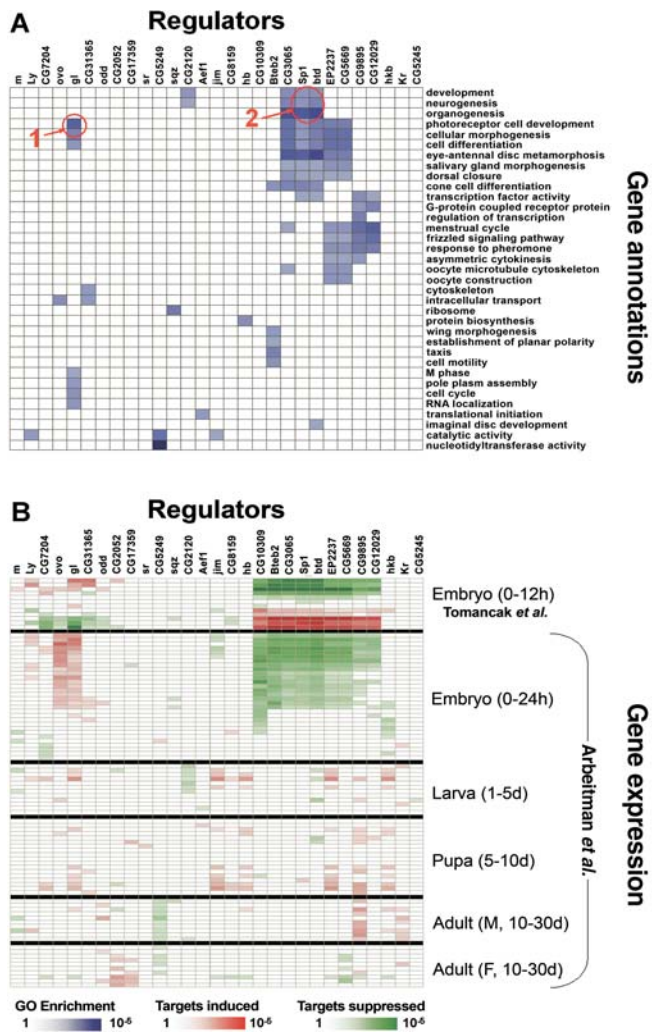 A
Regulators
m
Ly
CG7204
ovo
gl
CG31365
odd
CG2052
CG17359
sr
CG5249
sqz
CG2120
Aef1
jim
CG8159
hb
CG10309
CG3065
Sp1
btd
EP2237
CG5669
CG9895
CG12029
hkb
Kr
CG5245
1
2
development
neurogenesis
organogenesis
photoreceptor cell development
cellular morphogenesis
cell differentiation
eye-antennal disc metamorphosis
salivary gland morphogenesis
dorsal closure
cone cell differentiation
transcription factor activity
G-protein coupled receptor protein
regulation of transcription
menstrual cycle
frizzled signaling pathway
response to pheromone
asymmetric cytokinesis
oocyte microtubule cytoskeleton
oocyte construction
cytoskeleton
intracellular transport
ribosome
protein biosynthesis
wing morphogenesis
establishment of planar polarity
taxis
cell motility
M phase
pole plasm assembly
cell cycle
RNA localization
translational initiation
imaginal disc development
catalytic activity
nucleotidyltransferase activity
Gene annotations
B
Regulators
m
Ly
CG7204
ovo
gl
CG31365
odd
CG2052
CG17359
sr
CG5249
sqz
CG2120
Aef1
jim
CG8159
hb
CG10309
Bteb2
CG3065
Sp1
btd
EP2237
CG5669
CG9895
CG12029
hkb
Kr
CG5245
Embryo (0-12h)
Tomancak et al.
Embryo (0-24h)
Larva (1-5d)
Pupa (5-10d)
Adult (M, 10-30d)
Adult (F, 10-30d)
Arbeitman et al.
Gene expression
GO Enrichment
1 10⁻⁵
Targets induced
1 10⁻⁵
Targets suppressed
1 10⁻⁵